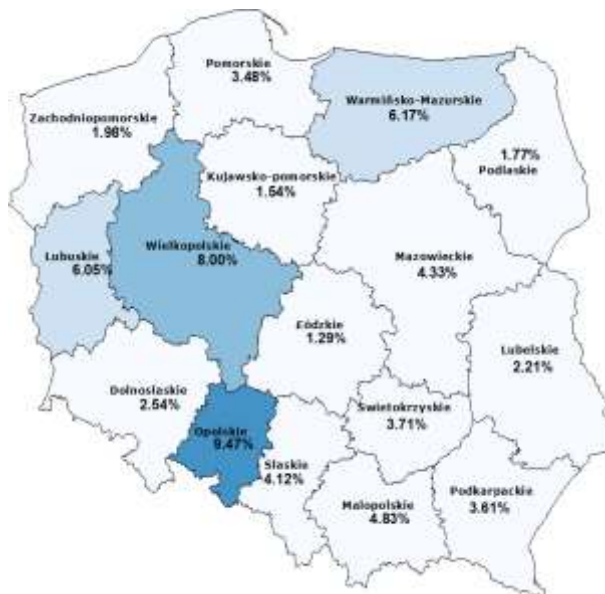 Pomorskie
3.48%
Warmińsko-Mazurskie
6.17%
Zachodniopomorskie
1.98%
1.77%
Podlaskie
Kujawsko-pomorskie
1.54%
Lubuskie
6.05%
Wielkopolskie
8.00%
Mazowieckie
4.33%
Łódzkie
1.29%
Lubelskie
2.21%
Dolnoslaskie
2.54%
Swietokrzyskie
3.71%
Opolskie
9.47%
Slaskie
4.12%
Malopolskie
4.83%
Podkarpackie
3.61%